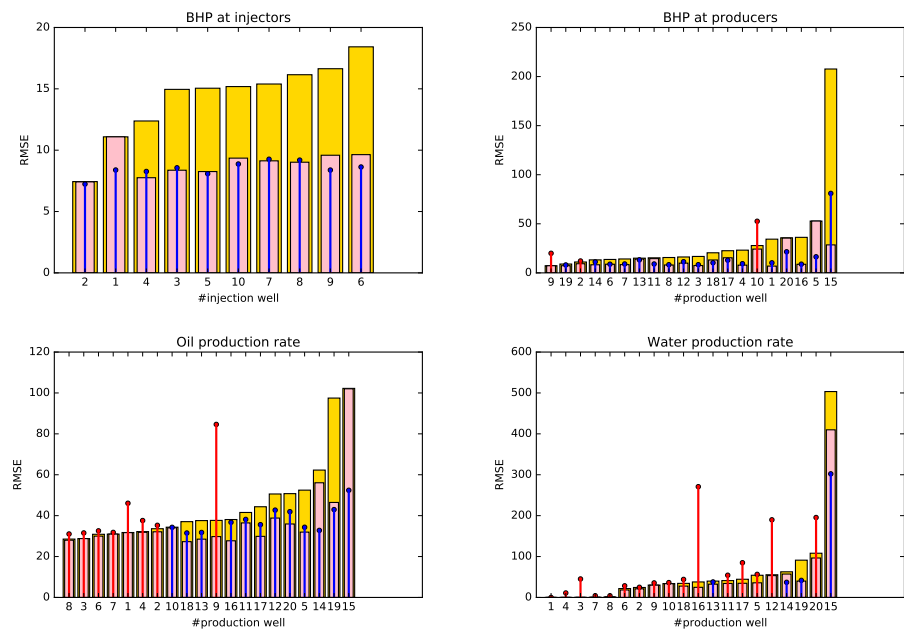 BHP at injectors
20
15
10
5
0
RMSE
2 1 4 3 5 10 7 8 9 6
#injection well
BHP at producers
250
200
150
100
50
0
RMSE
9 19 2 14 6 7 13 11 8 12 3 18 17 4 10 1 20 16 5 15
#production well
Oil production rate
120
100
80
60
40
20
0
RMSE
8 3 6 7 1 4 2 10 18 13 9 16 11 17 12 20 5 14 19 15
#production well
Water production rate
600
500
400
300
200
100
0
RMSE
1 4 3 7 8 6 2 9 10 18 16 13 11 17 5 12 14 19 20 15
#production well